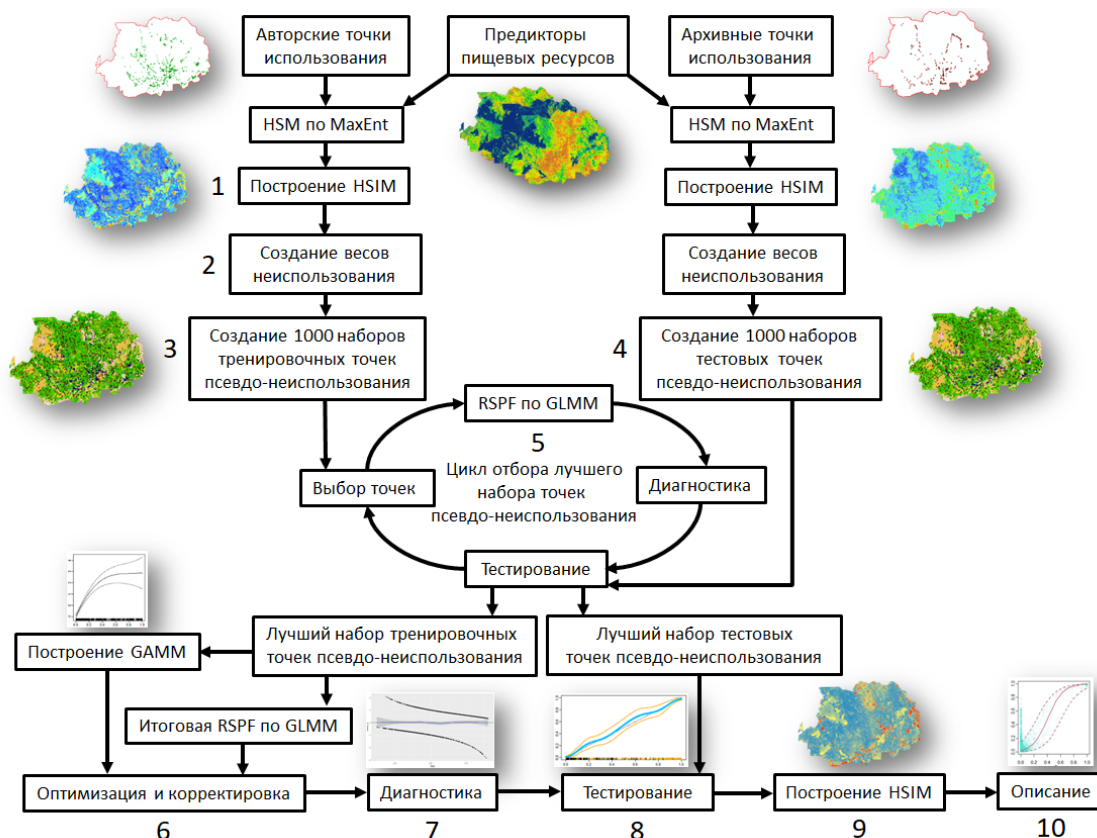 Авторские точки
использования
Предикторы
пищевых ресурсов
Архивные точки
использования
HSM по MaxEnt
HSM по MaxEnt
1
Построение HSIM
Построение HSIM
2
Создание весов
неиспользования
Создание весов
неиспользования
3
Создание 1000 наборов
тренировочных точек
псевдо-неиспользования
4
Создание 1000 наборов
тестовых точек
псевдо-неиспользования
RSPF по GLMM
5
Цикл отбора лучшего
набора точек
псевдо-неиспользования
Выбор точек
Диагностика
Тестирование
Построение GAMM
Лучший набор тренировочных
точек псевдо-неиспользования
Лучший набор тестовых
точек псевдо-неиспользования
Итоговая RSPF по GLMM
Оптимизация и корректировка
Диагностика
Тестирование
Построение HSIM
Описание
6
7
8
9
10